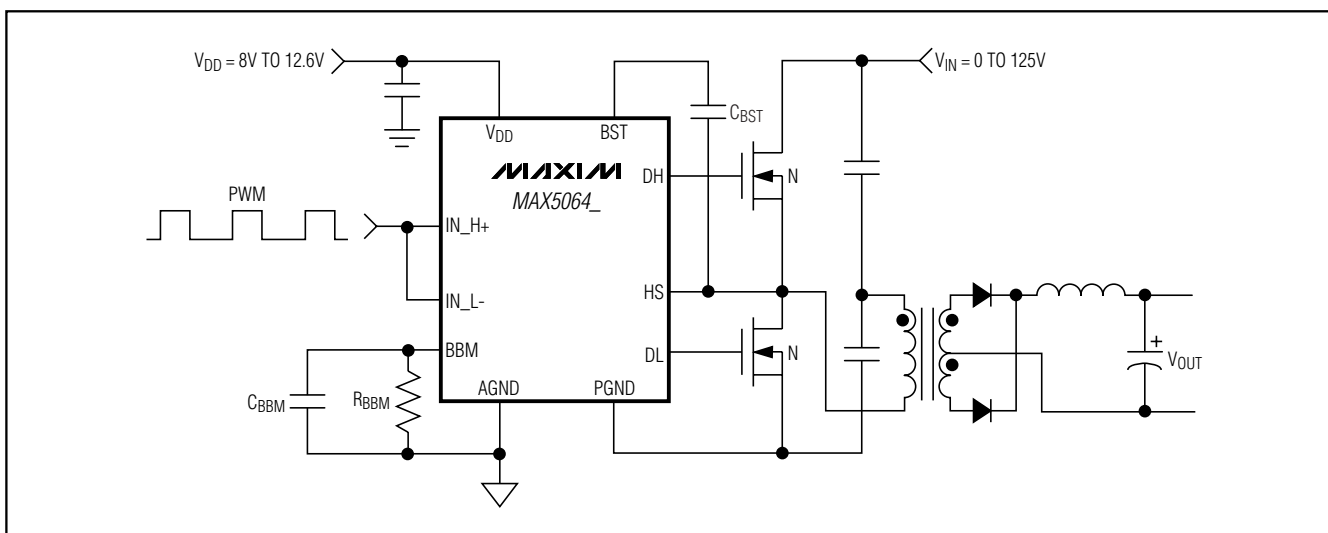 V_DD = 8V TO 12.6V
V_IN = 0 TO 125V
C_BST
V_DD
BST
MAXIM
MAX5064_
DH
N
PWM
IN_H+
HS
IN_L-
BBM
DL
N
+
V_OUT
C_BBM
R_BBM
AGND
PGND